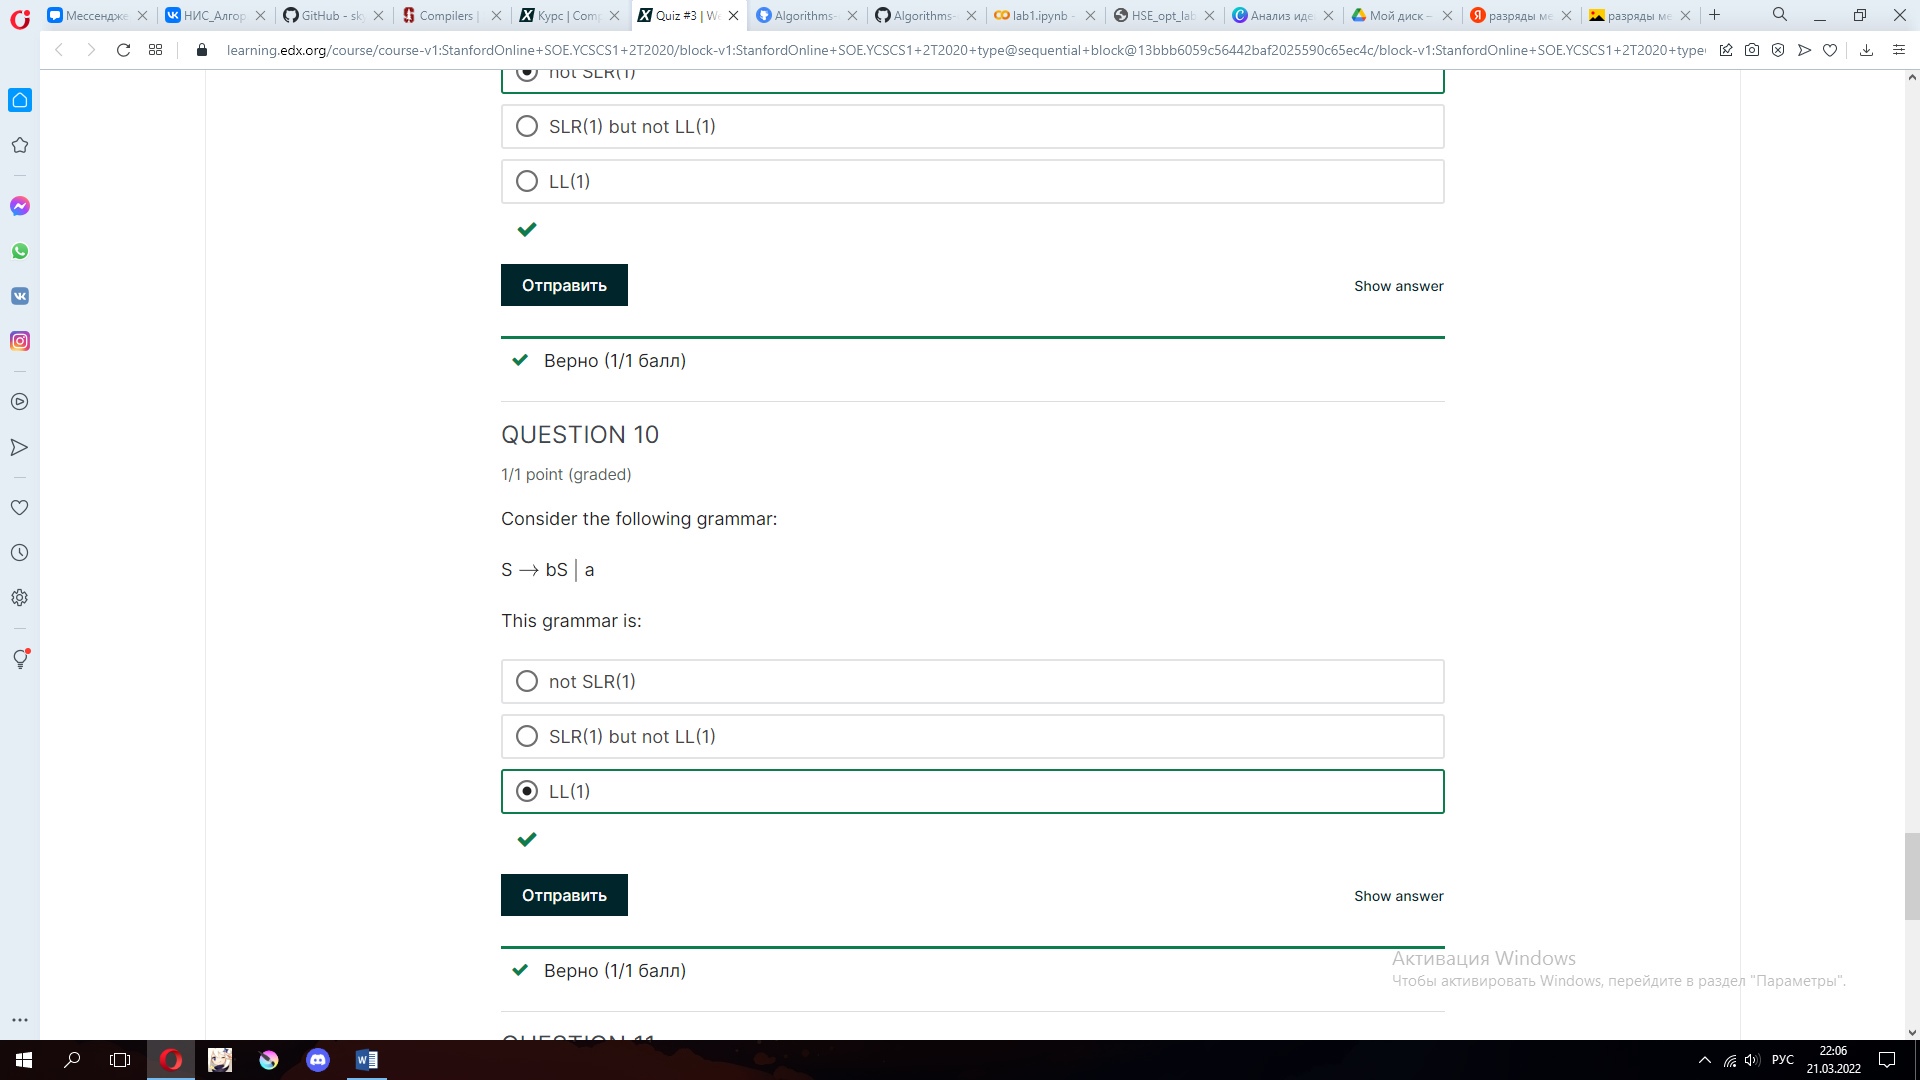 Мессендже
НИС_Алгор
GitHub - sky
Compilers |
Курс | Comp
Quiz #3 | We
Algorithms-
Algorithms-
lab1.ipynb -
HSE_opt_lab
Анализ иде
Мой диск –
разряды ме
разряды ме
learning.edx.org/course/course-v1:StanfordOnline+SOE.YCSCS1+2T2020/block-v1:StanfordOnline+SOE.YCSCS1+2T2020+type@sequential+block@13bbb6059c56442baf2025590c65ec4c/block-v1:StanfordOnline+SOE.YCSCS1+2T2020+type
not SLR(1)
SLR(1) but not LL(1)
LL(1)
Отправить
Show answer
Верно (1/1 балл)
QUESTION 10
1/1 point (graded)
Consider the following grammar:
S → bS | a
This grammar is:
not SLR(1)
SLR(1) but not LL(1)
LL(1)
Отправить
Show answer
Верно (1/1 балл)
Активация Windows
Чтобы активировать Windows, перейдите в раздел "Параметры".
QUESTION 11
РУС
22:06
21.03.2022